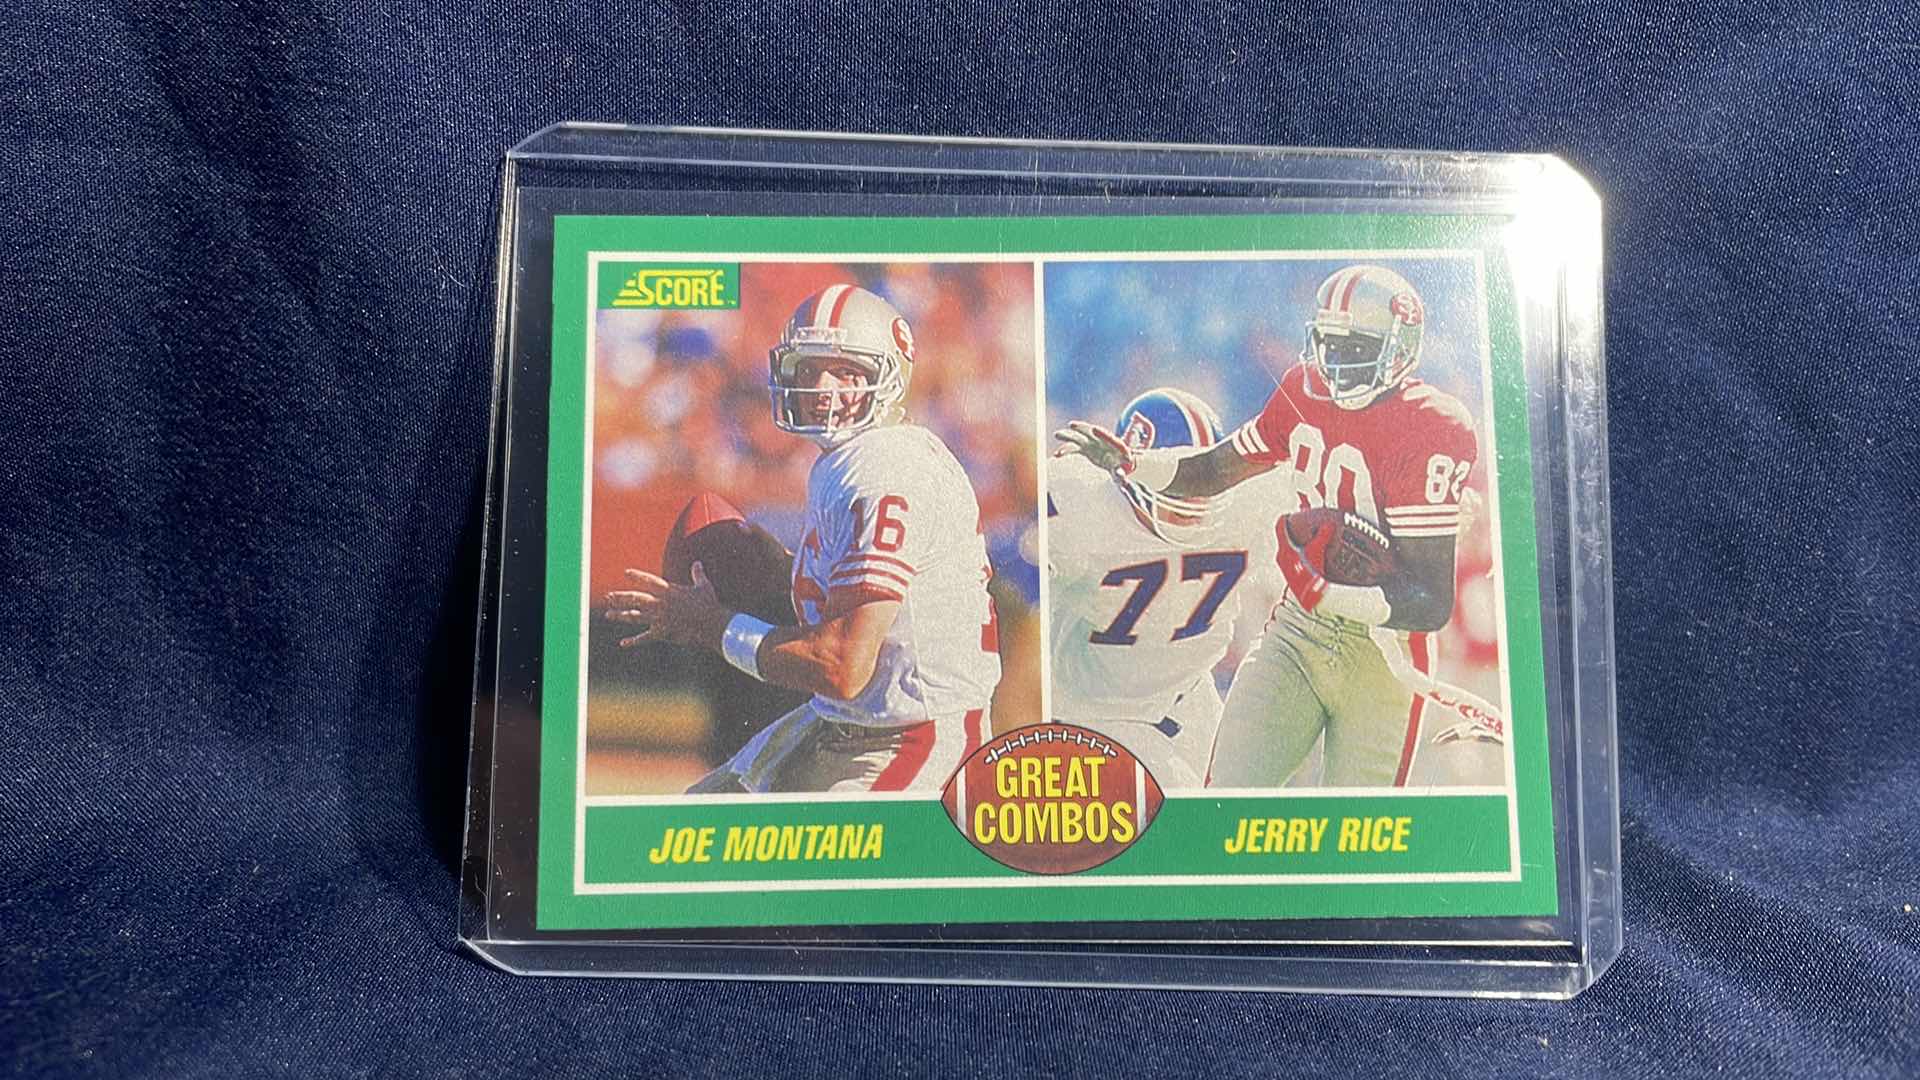 SCORE
16
80
82
77
GREAT
COMBOS
JOE MONTANA
JERRY RICE